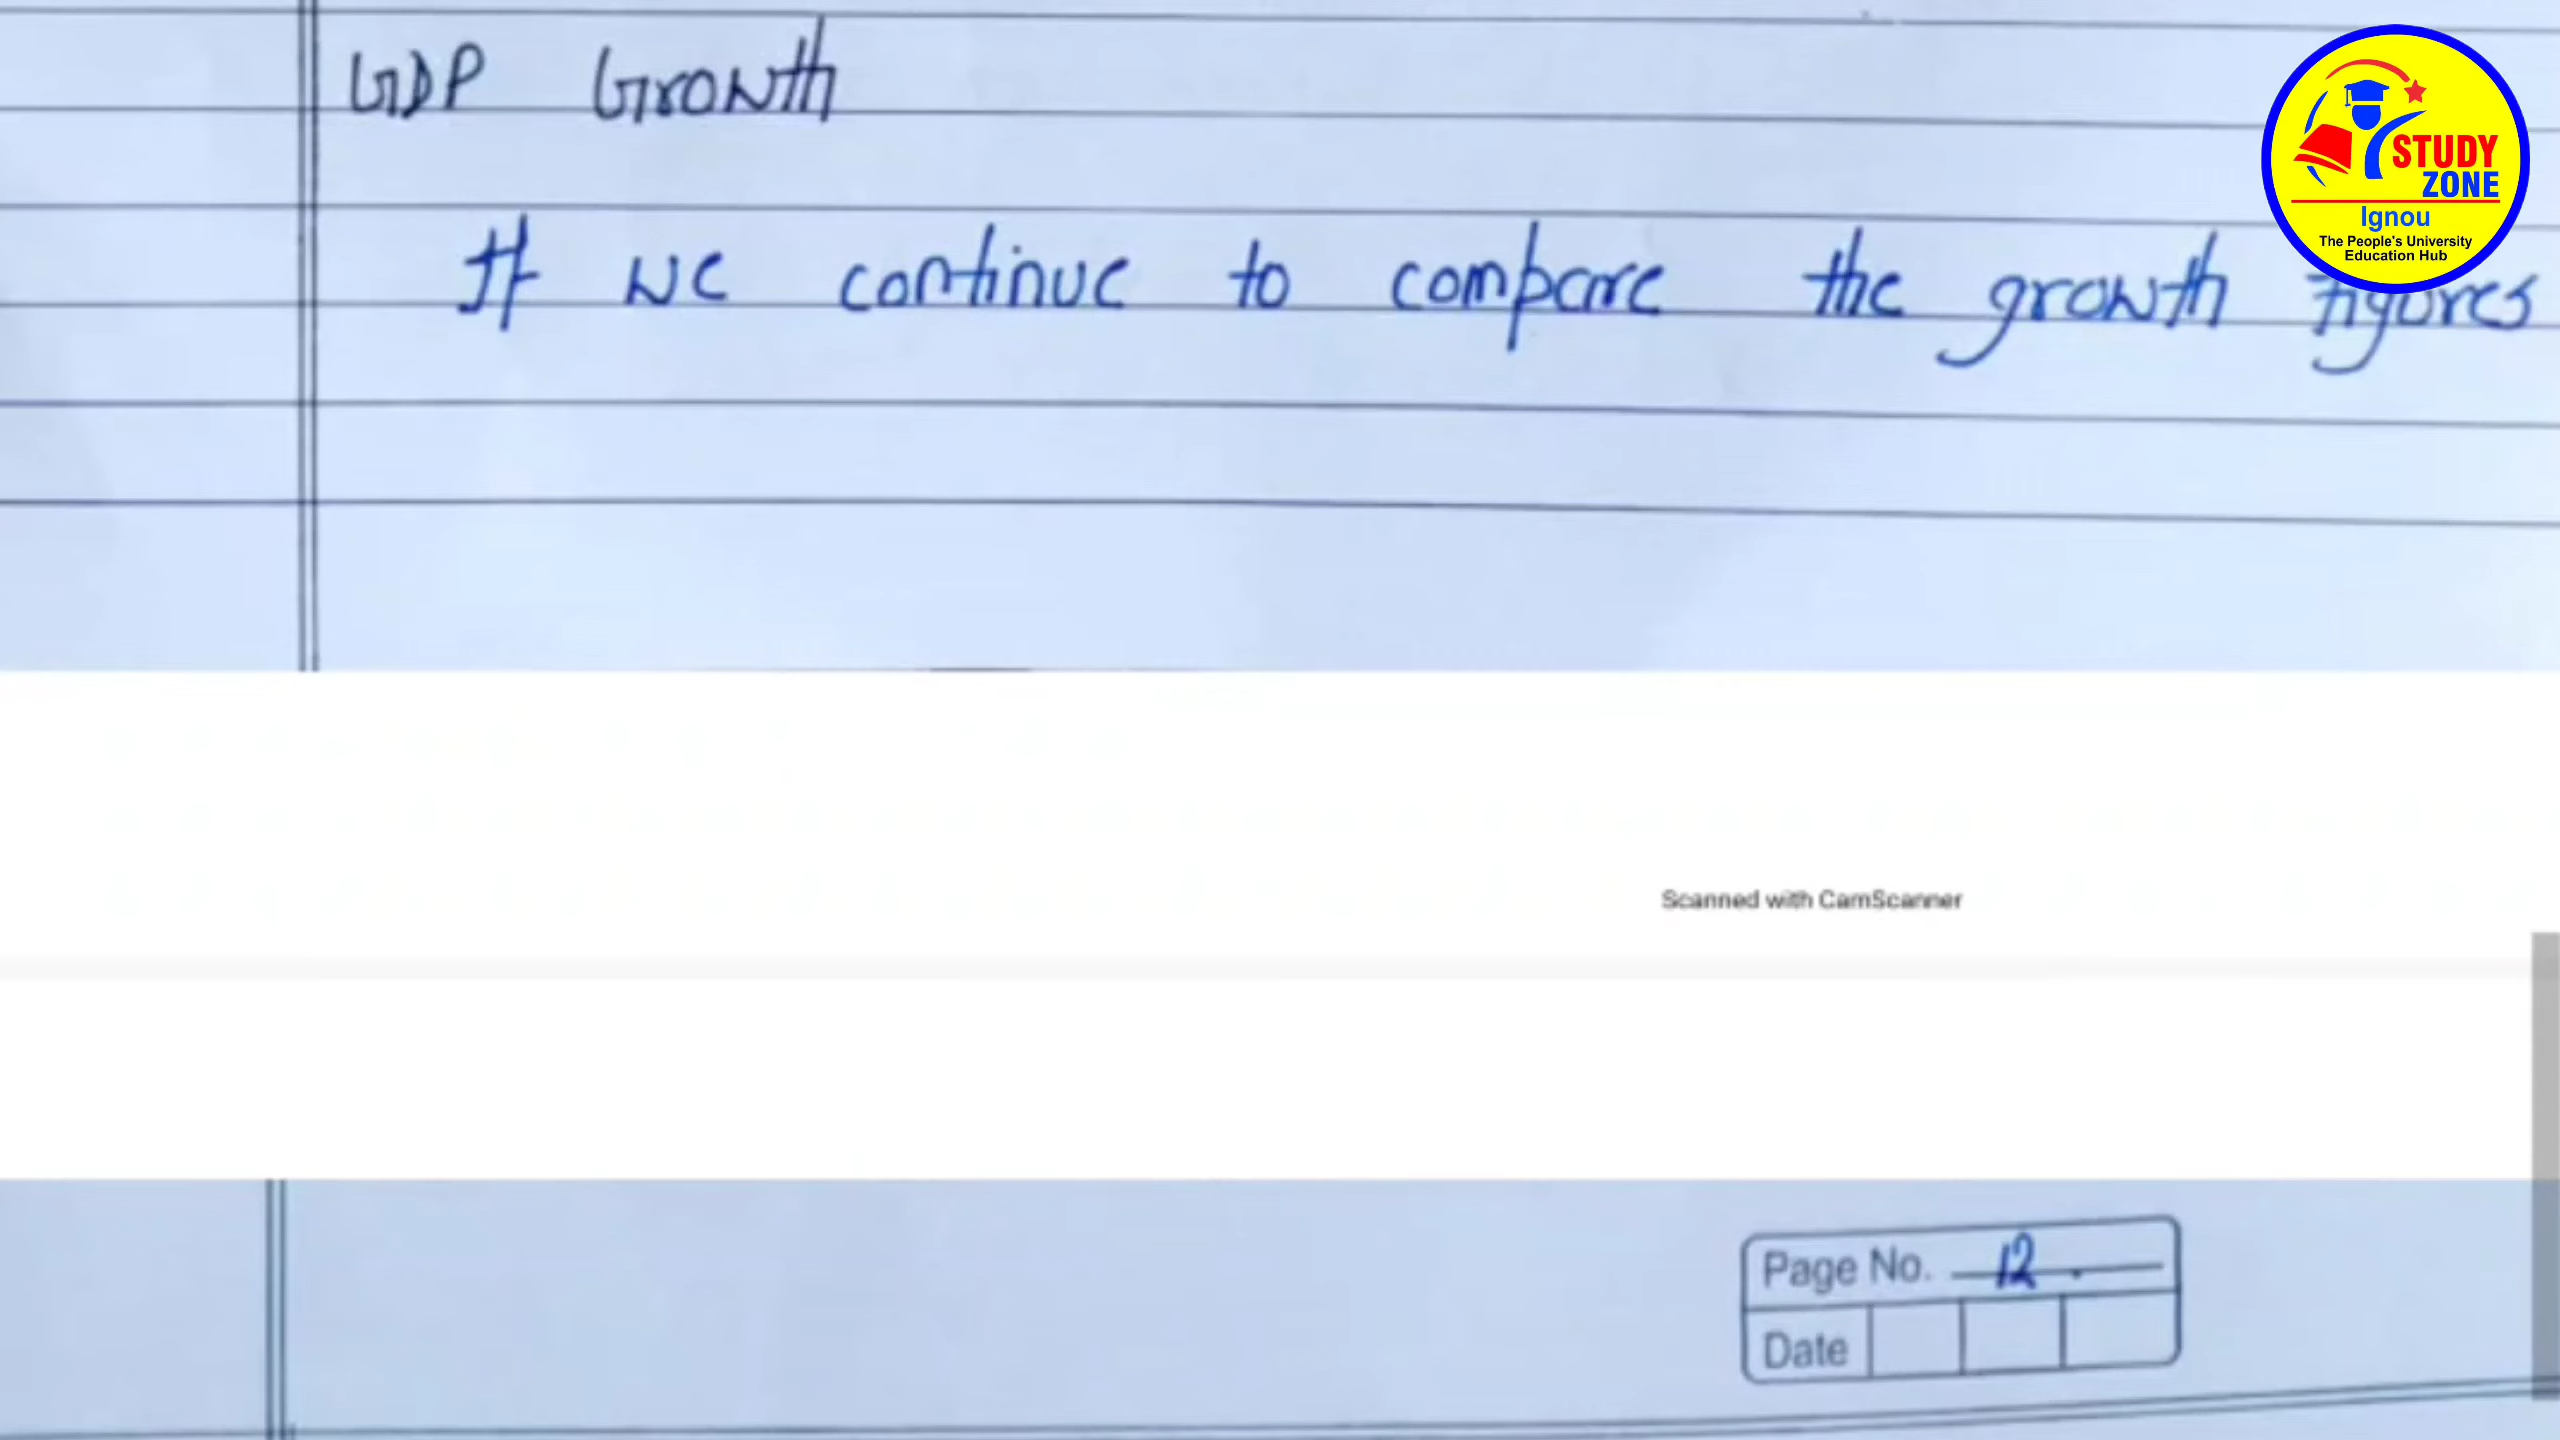 GDP Growth
If we continue to compare the growth figures
STUDY
ZONE
Ignou
The People's University
Education Hub
Scanned with CamScanner
Page No. 12
Date